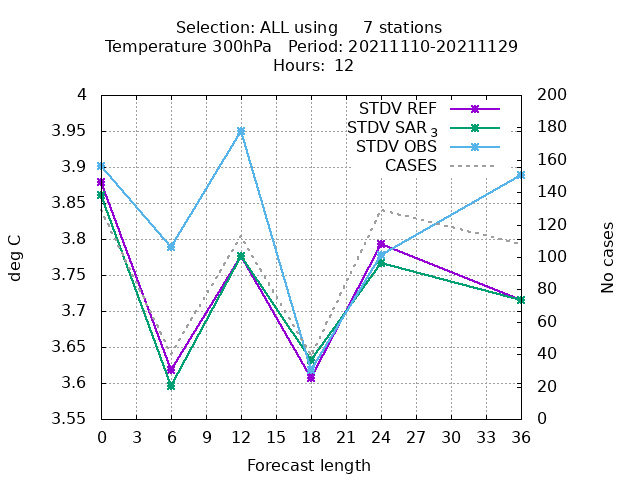 Selection: ALL using     7 stations
Temperature 300hPa   Period: 20211110-20211129
Hours:  12
4
3.95
3.9
3.85
3.8
3.75
3.7
3.65
3.6
3.55
deg C
200
180
160
140
120
100
80
60
40
20
0
No cases
STDV REF
STDV SAR3
STDV OBS
CASES
0 3 6 9 12 15 18 21 24 27 30 33 36
Forecast length